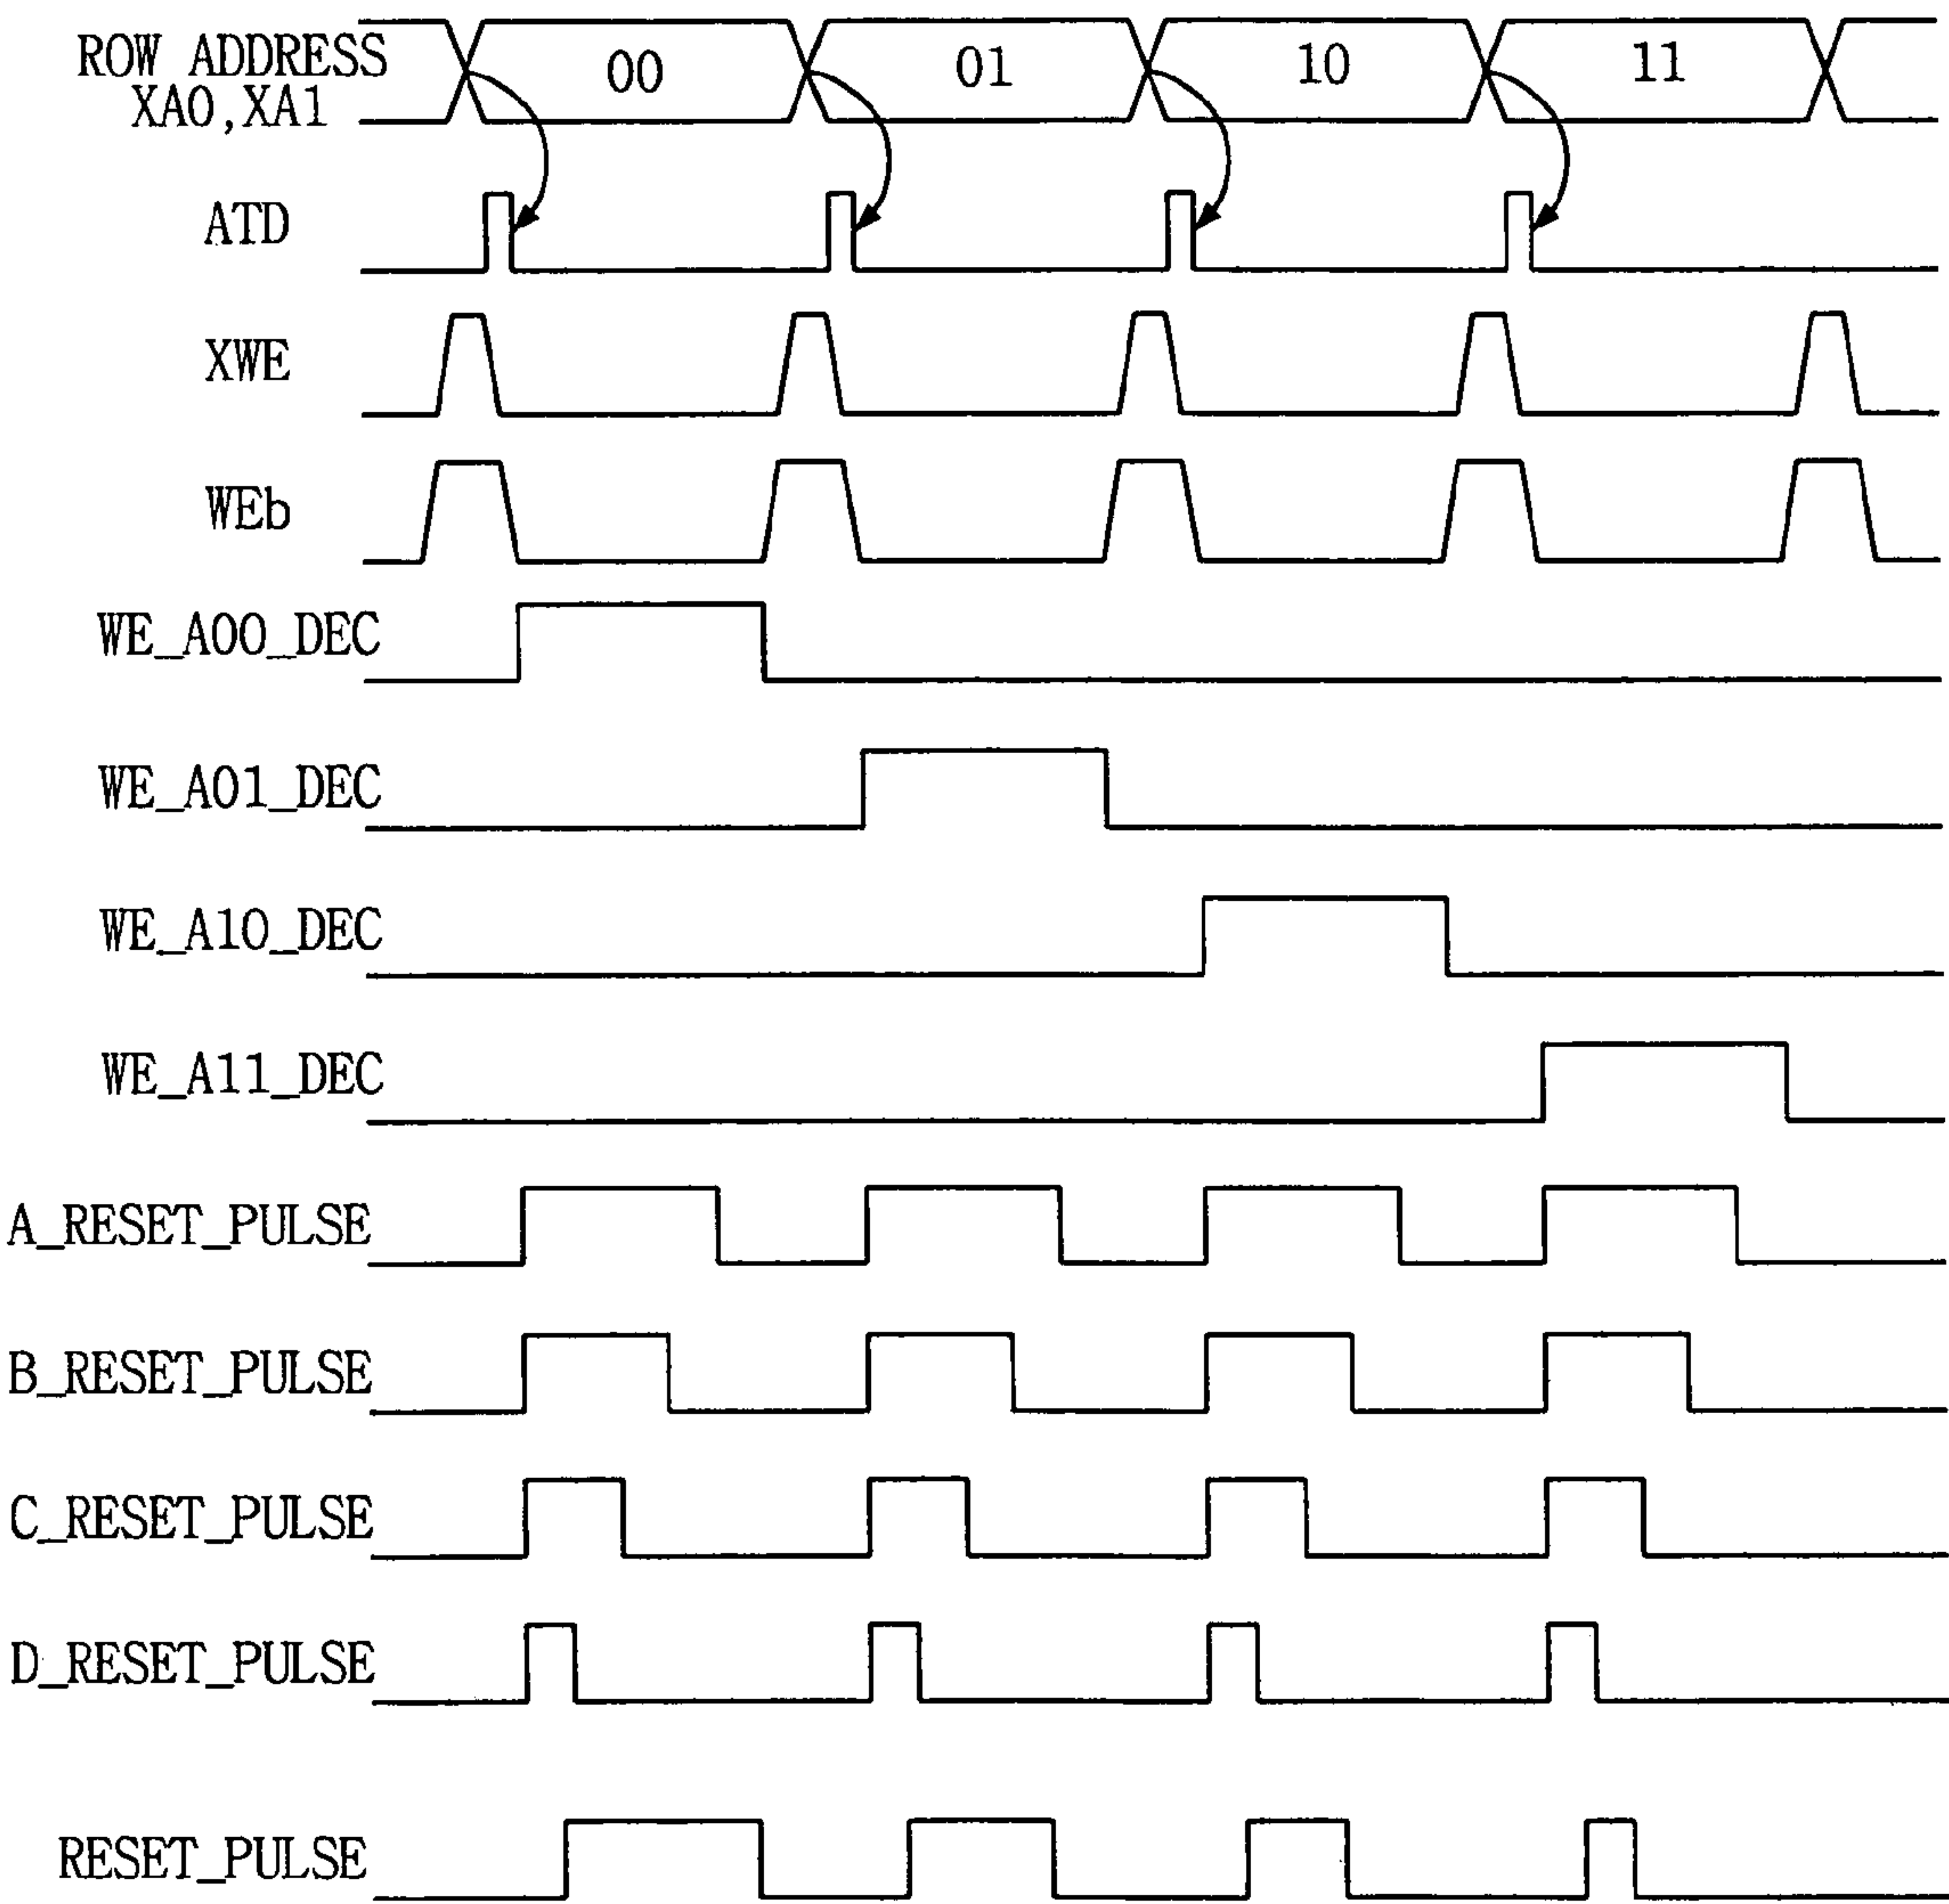 ROW ADDRESS
XA0,XA1
00
01
10
11
ATD
XWE
WEb
WE_A00_DEC
WE_A01_DEC
WE_A10_DEC
WE_A11_DEC
A_RESET_PULSE
B_RESET_PULSE
C_RESET_PULSE
D_RESET_PULSE
RESET_PULSE